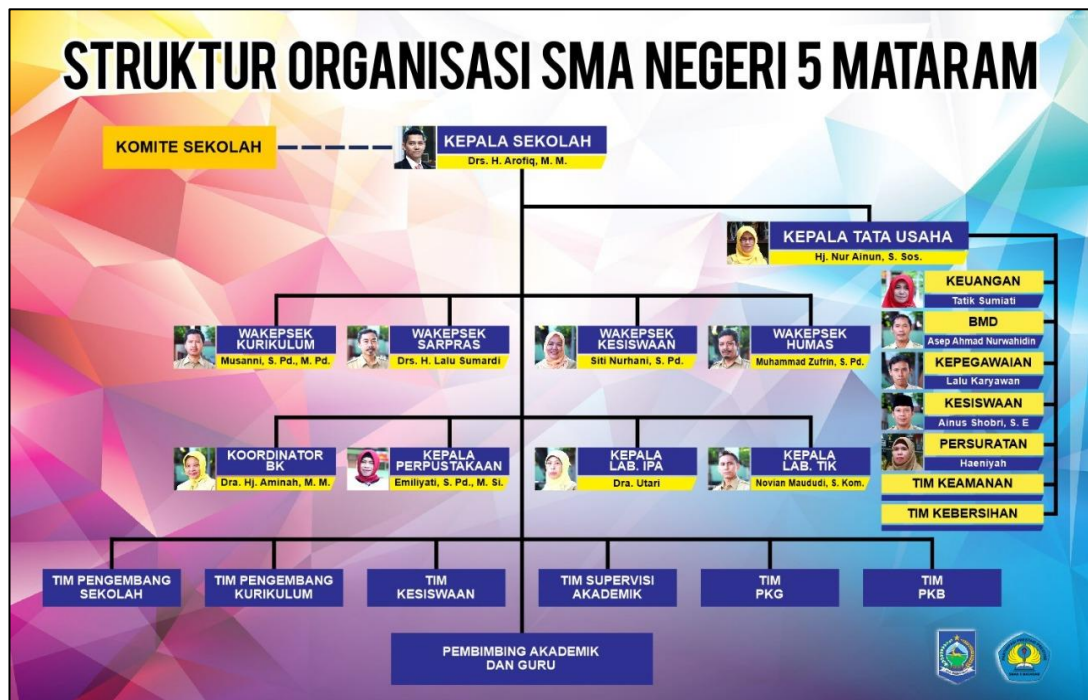 STRUKTUR ORGANISASI SMA NEGERI 5 MATARAM
KOMITE SEKOLAH
KEPALA SEKOLAH
Drs. H. Arofiq, M. M.
KEPALA TATA USAHA
Hj. Nur Ainun, S. Sos.
KEUANGAN
Tatik Sumiati
BMD
Asep Ahmad Nurwahidin
KEPEGAWAIAN
Lalu Karyawan
KESISWAAN
Ainus Shobri, S. E
PERSURATAN
Haeniyah
TIM KEAMANAN
TIM KEBERSIHAN
WAKEPSEK
KURIKULUM
Musanni, S. Pd., M. Pd.
WAKEPSEK
SARPRAS
Drs. H. Lalu Sumardi
WAKEPSEK
KESISWAAN
Siti Nurhani, S. Pd.
WAKEPSEK
HUMAS
Muhammad Zufrin, S. Pd.
KOORDINATOR
BK
Dra. Hj. Aminah, M. M.
KEPALA
PERPUSTAKAAN
Emiliyati, S. Pd., M. Si.
KEPALA
LAB. IPA
Dra. Utari
KEPALA
LAB. TIK
Novian Maududi, S. Kom.
TIM PENGEMBANG
SEKOLAH
TIM PENGEMBANG
KURIKULUM
TIM
KESISWAAN
TIM SUPERVISI
AKADEMIK
TIM
PKG
TIM
PKB
PEMBIMBING AKADEMIK
DAN GURU